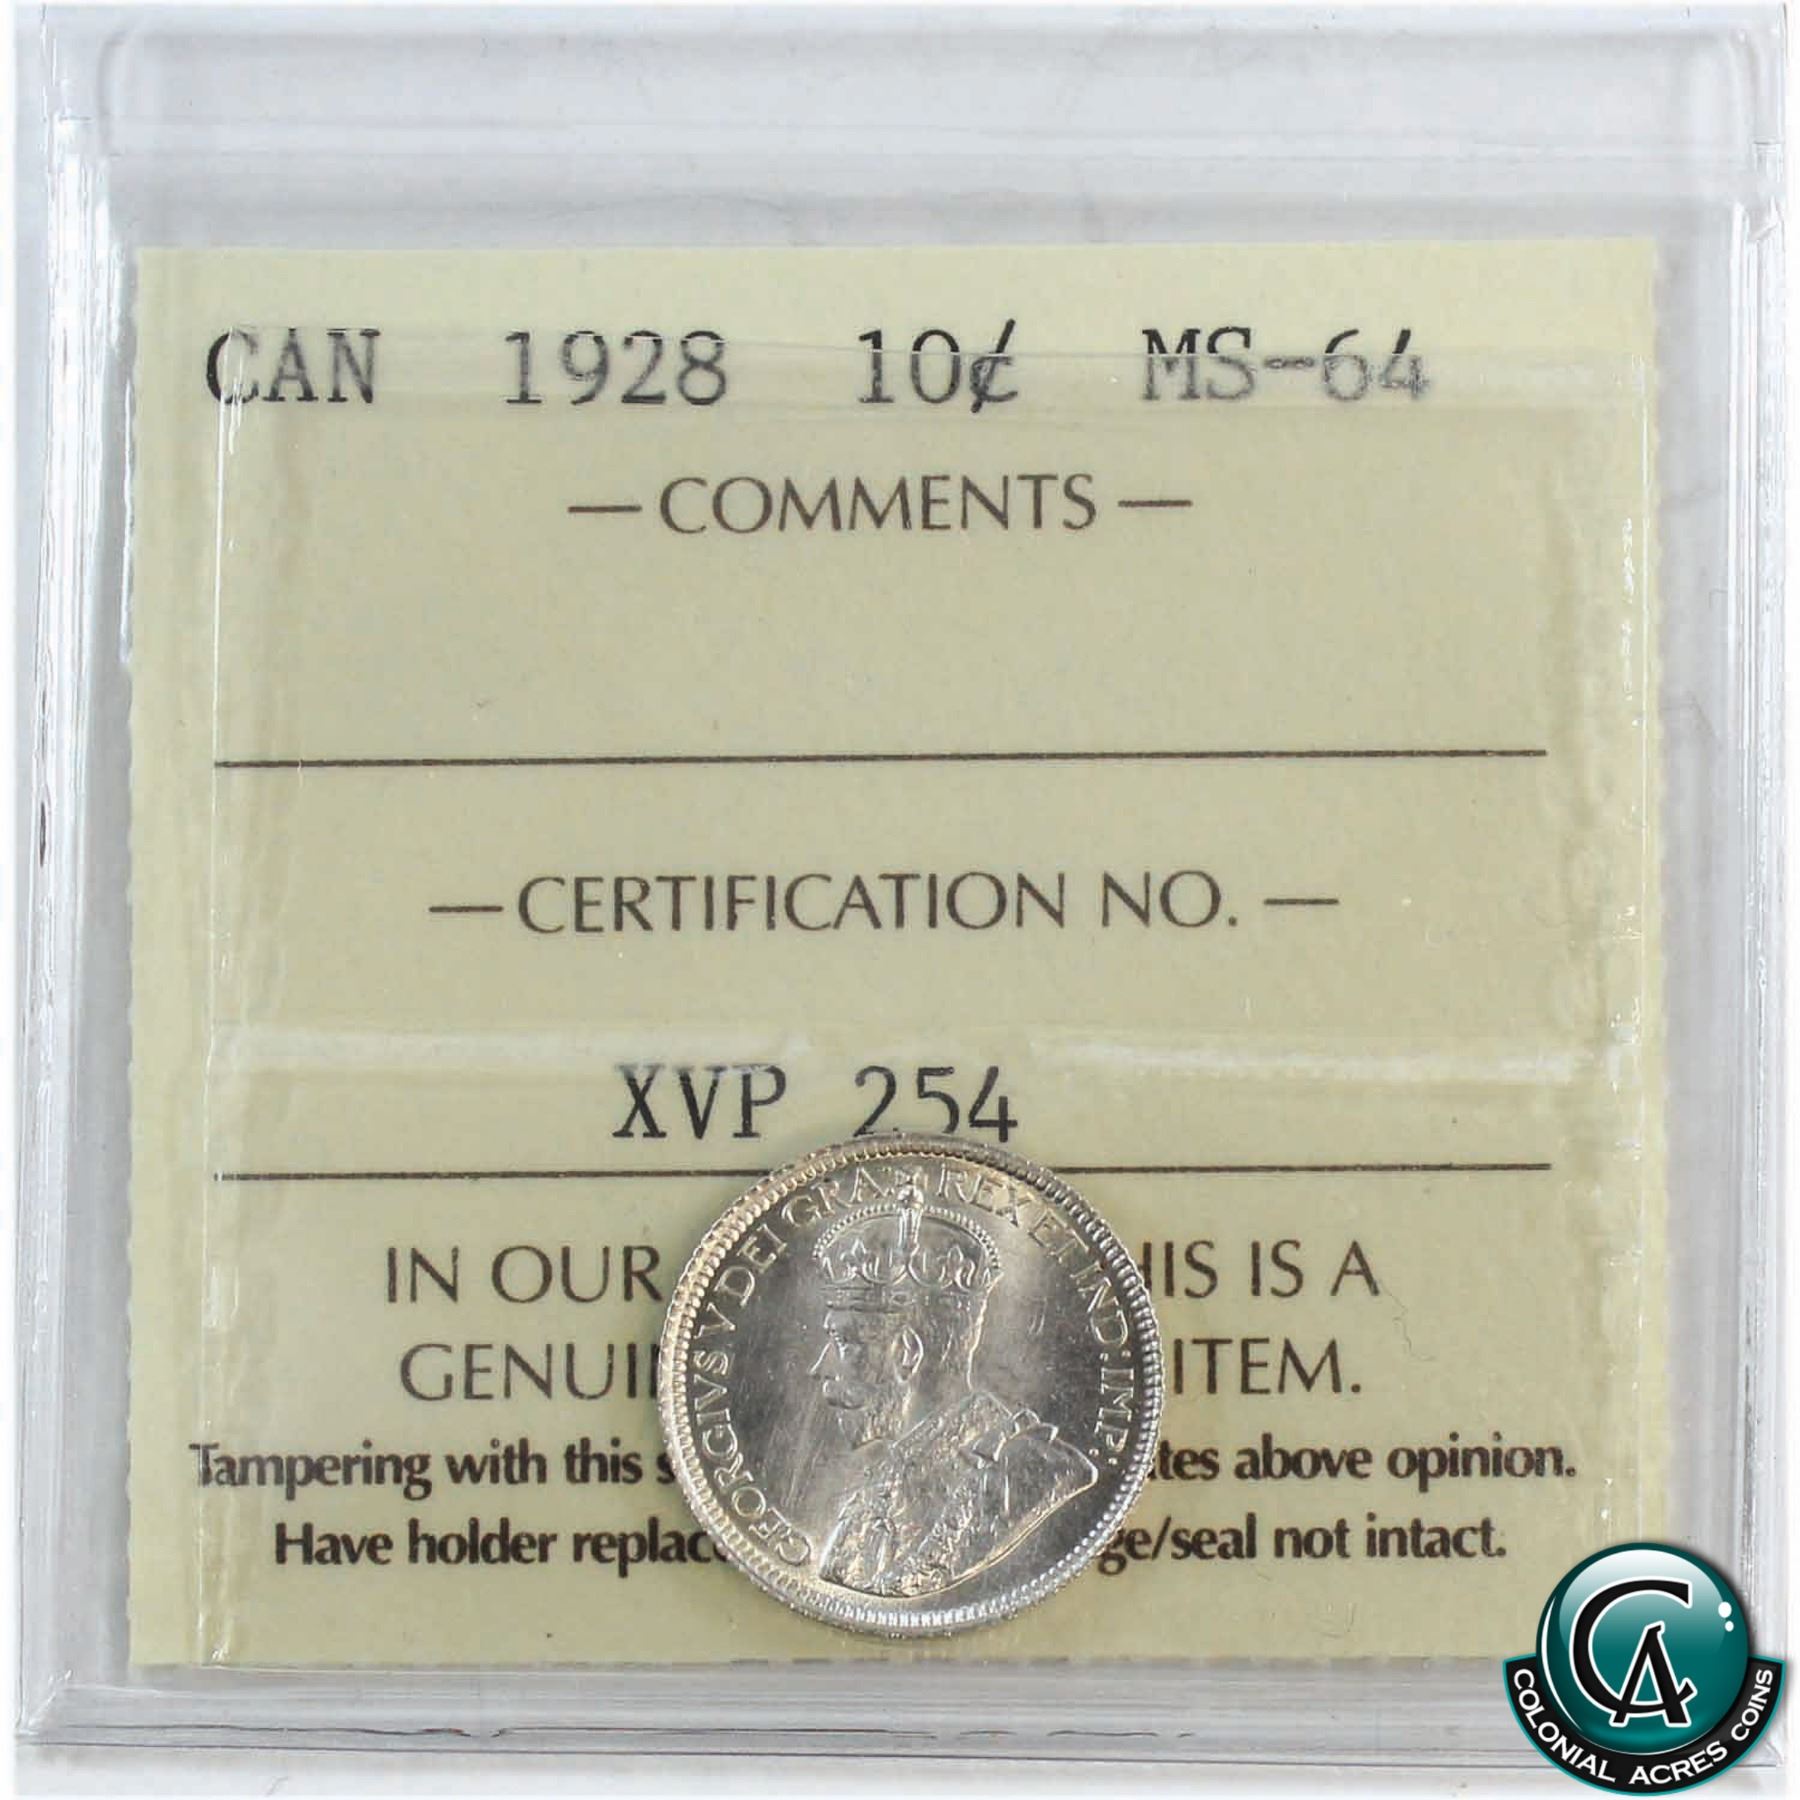 CAN 1928 10¢ MS-64
—COMMENTS—
—CERTIFICATION NO.—
XVP 254
IN OUR HIS IS A
GENUI ITEM.
Tampering with this s tes above opinion.
Have holder replac ge/seal not intact.
GEORGIVS V DEI GRA: REX ET IND: IMP:
CA
COLONIAL ACRES COINS